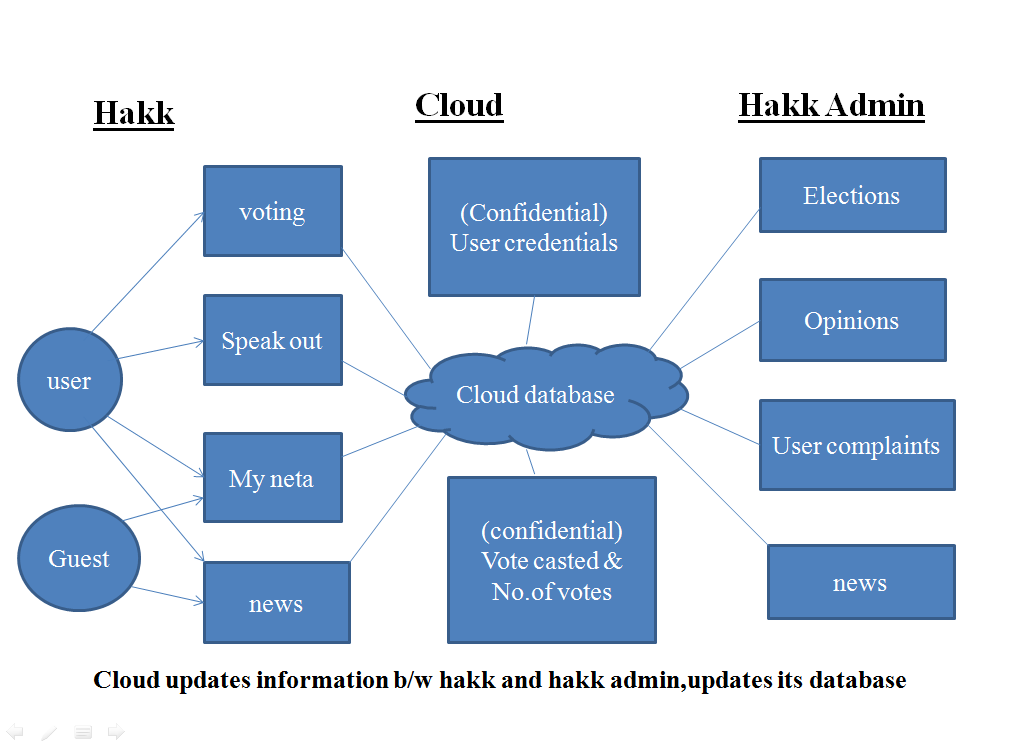 Hakk
Cloud
Hakk Admin
voting
Speak out
user
My neta
Guest
news
(Confidential)
User credentials
Cloud database
(confidential)
Vote casted &
No.of votes
Elections
Opinions
User complaints
news
Cloud updates information b/w hakk and hakk admin,updates its database